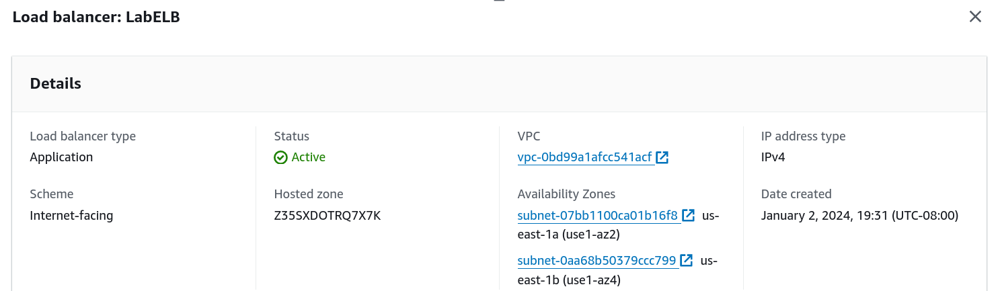 Load balancer: LabELB
Details
Load balancer type
Application
Status
Active
VPC
vpc-0bd99a1afcc541acf
IP address type
IPv4
Scheme
Internet-facing
Hosted zone
Z35SXDOTRQ7X7K
Availability Zones
subnet-07bb1100ca01b16f8 us-
east-1a (use1-az2)
subnet-0aa68b50379ccc799 us-
east-1b (use1-az4)
Date created
January 2, 2024, 19:31 (UTC-08:00)